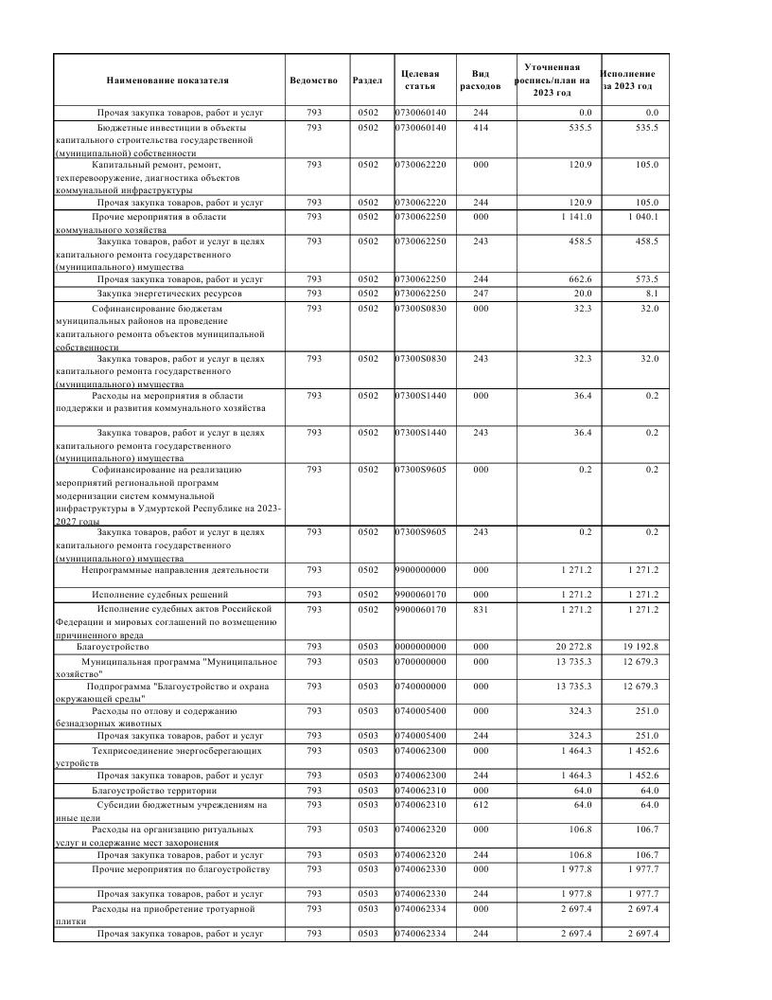 Наименование показателя Ведомство Раздел Целевая статья Вид расходов Уточненная роспись/план на 2023 год Исполнение за 2023 год
Прочая закупка товаров, работ и услуг 793 0502 0730060140 244 0.0 0.0
Бюджетные инвестиции в объекты 793 0502 0730060140 414 535.5 535.5
капитального строительства государственной
(муниципальной) собственности
Капитальный ремонт, ремонт, 793 0502 0730062220 000 120.9 105.0
техперевооружение, диагностика объектов
коммунальной инфраструктуры
Прочая закупка товаров, работ и услуг 793 0502 0730062220 244 120.9 105.0
Прочие мероприятия в области 793 0502 0730062250 000 1 141.0 1 040.1
коммунального хозяйства
Закупка товаров, работ и услуг в целях 793 0502 0730062250 243 458.5 458.5
капитального ремонта государственного
(муниципального) имущества
Прочая закупка товаров, работ и услуг 793 0502 0730062250 244 662.6 573.5
Закупка энергетических ресурсов 793 0502 0730062250 247 20.0 8.1
Софинансирование бюджетам 793 0502 07300S0830 000 32.3 32.0
муниципальных районов на проведение
капитального ремонта объектов муниципальной
собственности
Закупка товаров, работ и услуг в целях 793 0502 07300S0830 243 32.3 32.0
капитального ремонта государственного
(муниципального) имущества
Расходы на мероприятия в области 793 0502 07300S1440 000 36.4 0.2
поддержки и развития коммунального хозяйства
Закупка товаров, работ и услуг в целях 793 0502 07300S1440 243 36.4 0.2
капитального ремонта государственного
(муниципального) имущества
Софинансирование на реализацию 793 0502 07300S9605 000 0.2 0.2
мероприятий региональной программ
модернизации систем коммунальной
инфраструктуры в Удмуртской Республике на 2023-
2027 годы
Закупка товаров, работ и услуг в целях 793 0502 07300S9605 243 0.2 0.2
капитального ремонта государственного
(муниципального) имущества
Непрограммные направления деятельности 793 0502 9900000000 000 1 271.2 1 271.2
Исполнение судебных решений 793 0502 9900060170 000 1 271.2 1 271.2
Исполнение судебных актов Российской 793 0502 9900060170 831 1 271.2 1 271.2
Федерации и мировых соглашений по возмещению
причиненного вреда
Благоустройство 793 0503 0000000000 000 20 272.8 19 192.8
Муниципальная программа "Муниципальное 793 0503 0700000000 000 13 735.3 12 679.3
хозяйство"
Подпрограмма "Благоустройство и охрана 793 0503 0740000000 000 13 735.3 12 679.3
окружающей среды"
Расходы по отлову и содержанию 793 0503 0740005400 000 324.3 251.0
безнадзорных животных
Прочая закупка товаров, работ и услуг 793 0503 0740005400 244 324.3 251.0
Техприсоединение энергосберегающих 793 0503 0740062300 000 1 464.3 1 452.6
устройств
Прочая закупка товаров, работ и услуг 793 0503 0740062300 244 1 464.3 1 452.6
Благоустройство территории 793 0503 0740062310 000 64.0 64.0
Субсидии бюджетным учреждениям на 793 0503 0740062310 612 64.0 64.0
иные цели
Расходы на организацию ритуальных 793 0503 0740062320 000 106.8 106.7
услуг и содержание мест захоронения
Прочая закупка товаров, работ и услуг 793 0503 0740062320 244 106.8 106.7
Прочие мероприятия по благоустройству 793 0503 0740062330 000 1 977.8 1 977.7
Прочая закупка товаров, работ и услуг 793 0503 0740062330 244 1 977.8 1 977.7
Расходы на приобретение тротуарной 793 0503 0740062334 000 2 697.4 2 697.4
плитки
Прочая закупка товаров, работ и услуг 793 0503 0740062334 244 2 697.4 2 697.4